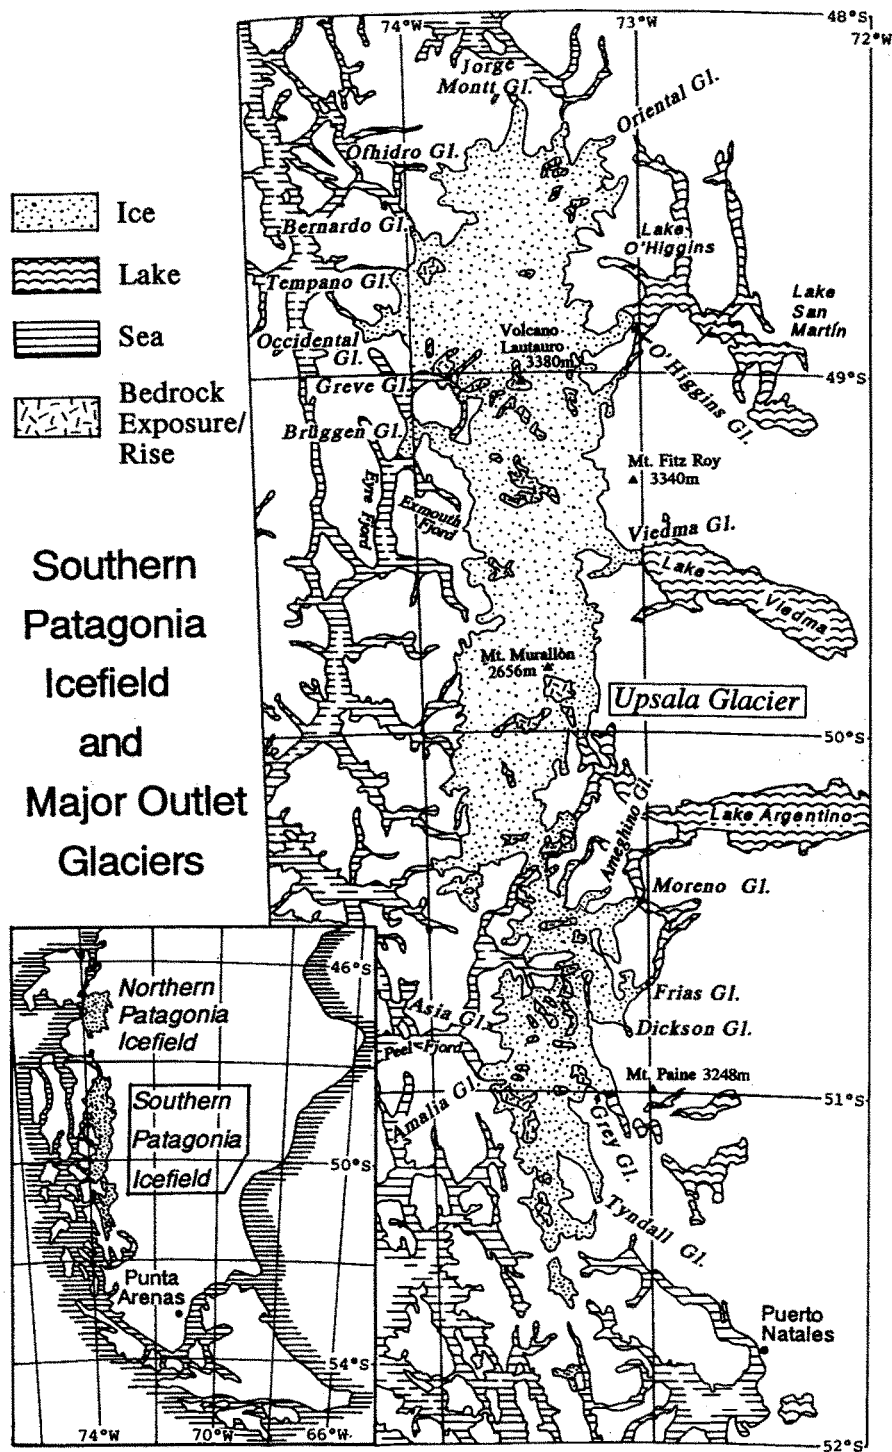 48°S
74°W
73°W
72°W
Jorge
Montt Gl.
Oriental Gl.
Ofhidro Gl.
Ice
Bernardo Gl.
Lake
O'Higgins
Lake
Tempano Gl.
Lake
San
Martín
Sea
Occidental
Gl.
Volcano
Lautauro
3380m
O'Higgins Gl.
49°S
Greve Gl.
Bedrock
Exposure/
Rise
Brüggen Gl.
Mt. Fitz Roy
3340m
Eyre Fjord
Exmouth
Fjord
Viedma Gl.
Lake Viedma
Southern
Patagonia
Icefield
and
Major Outlet
Glaciers
Mt. Murallón
2656m
Upsala Glacier
50°S
Ameghino Gl.
Lake Argentino
Moreno Gl.
Frias Gl.
Dickson Gl.
Asia Gl.
Peel Fjord
Mt. Paine 3248m
51°S
Amalia Gl.
Grey Gl.
Tyndall Gl.
Puerto
Natales
52°S
46°S
Northern
Patagonia
Icefield
Southern
Patagonia
Icefield
50°S
Punta
Arenas
54°S
74°W
70°W
66°W